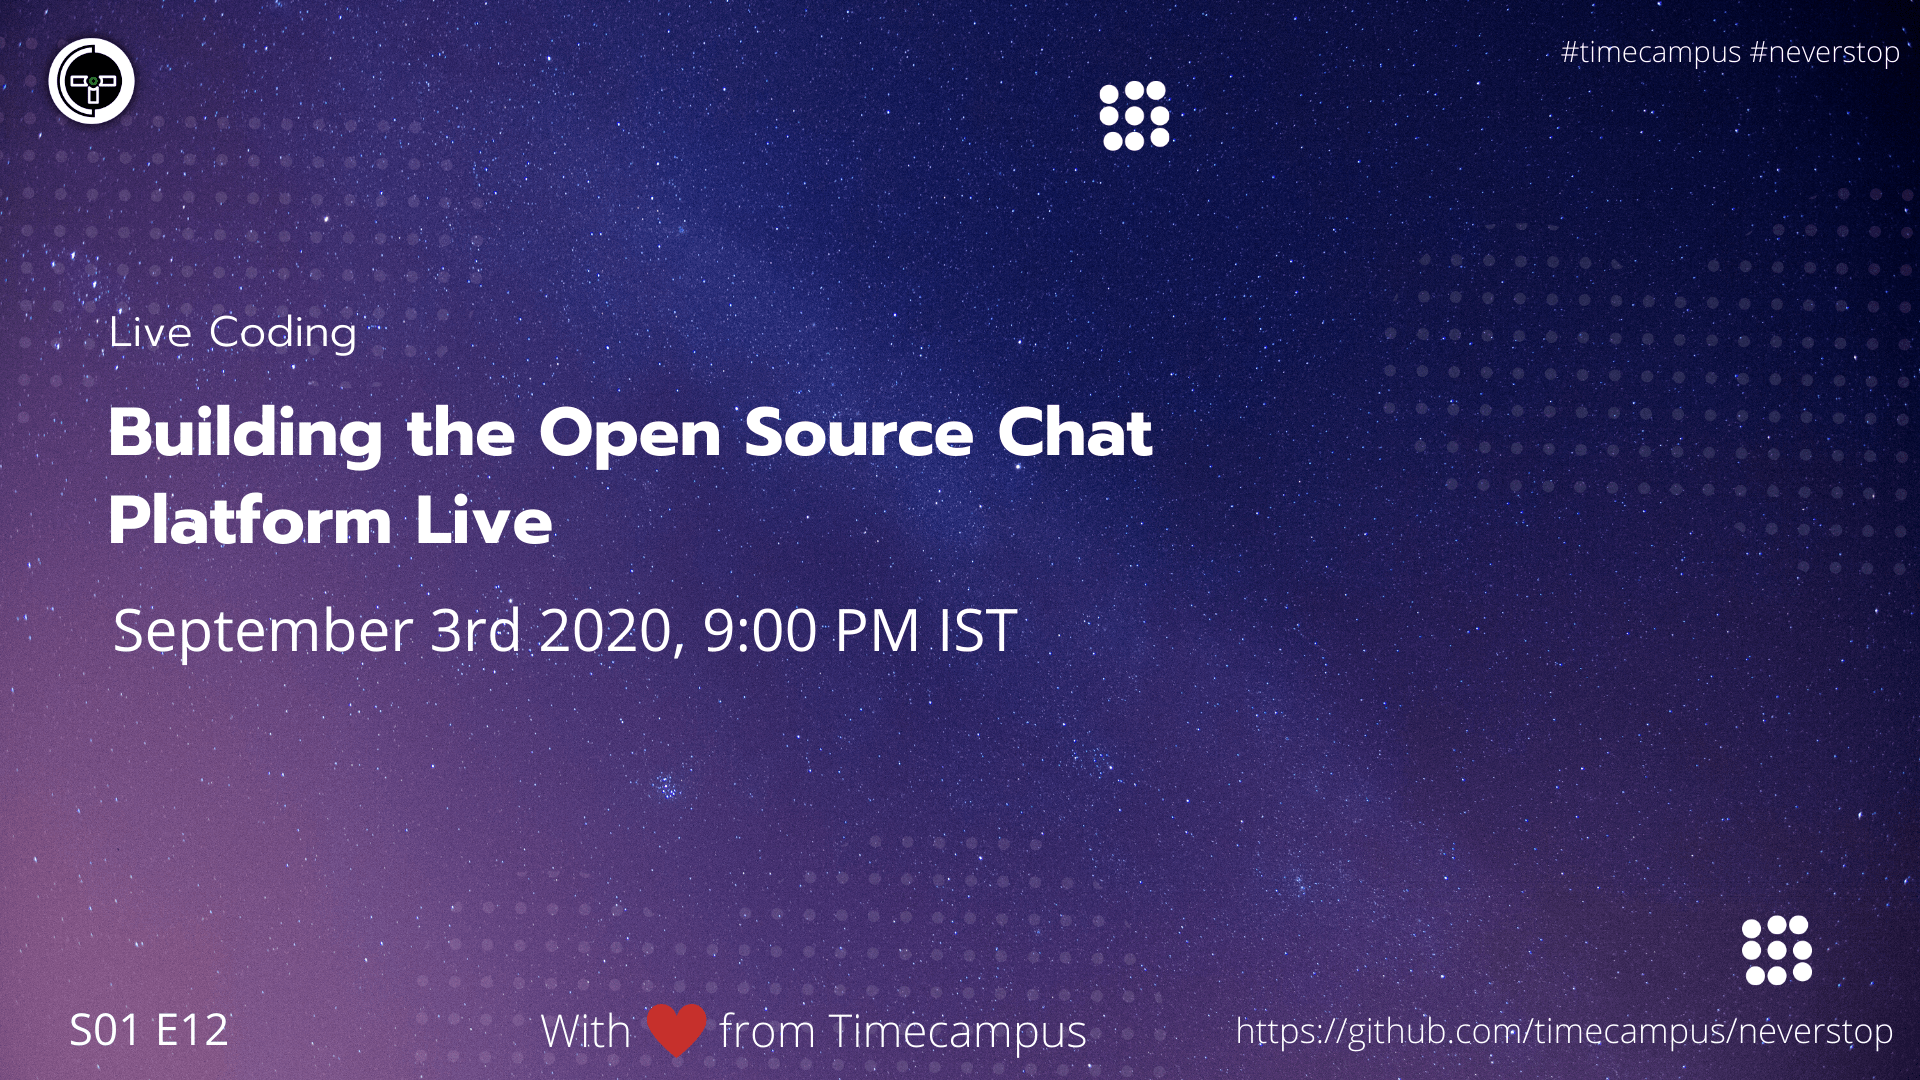 #timecampus #neverstop
Live Coding
Building the Open Source Chat
Platform Live
September 3rd 2020, 9:00 PM IST
S01 E12
With ❤ from Timecampus
https://github.com/timecampus/neverstop